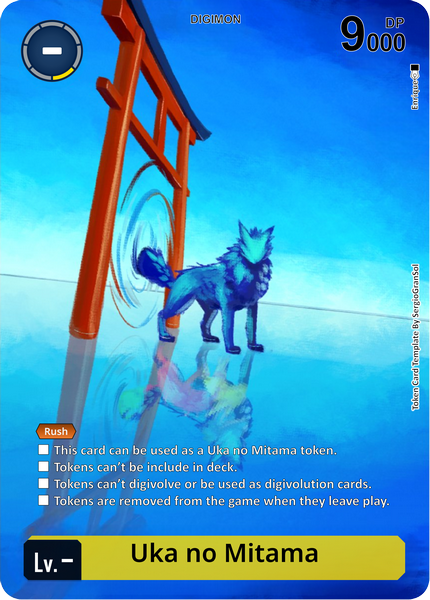 DIGIMON
DP
9000
-
Enrique
Token Card Template By SergioGranSol
Rush
This card can be used as a Uka no Mitama token.
Tokens can't be include in deck.
Tokens can't digivolve or be used as digivolution cards.
Tokens are removed from the game when they leave play.
Lv.-
Uka no Mitama